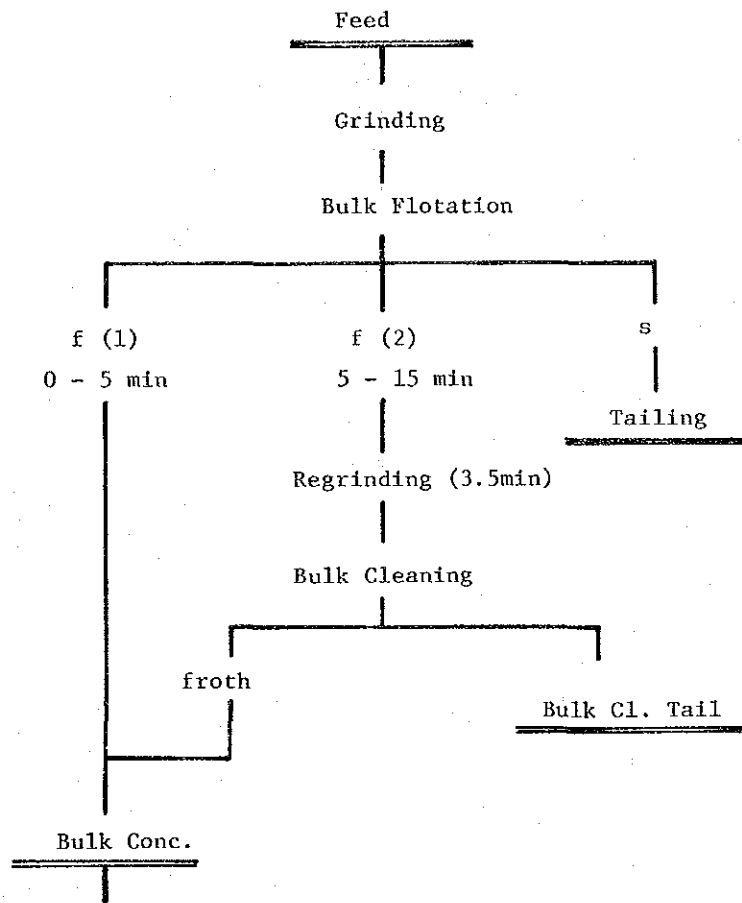 Feed
Grinding
Bulk Flotation
f (1)
0 - 5 min
f (2)
5 - 15 min
s
Tailing
Regrinding (3.5min)
Bulk Cleaning
froth
Bulk Cl. Tail
Bulk Conc.